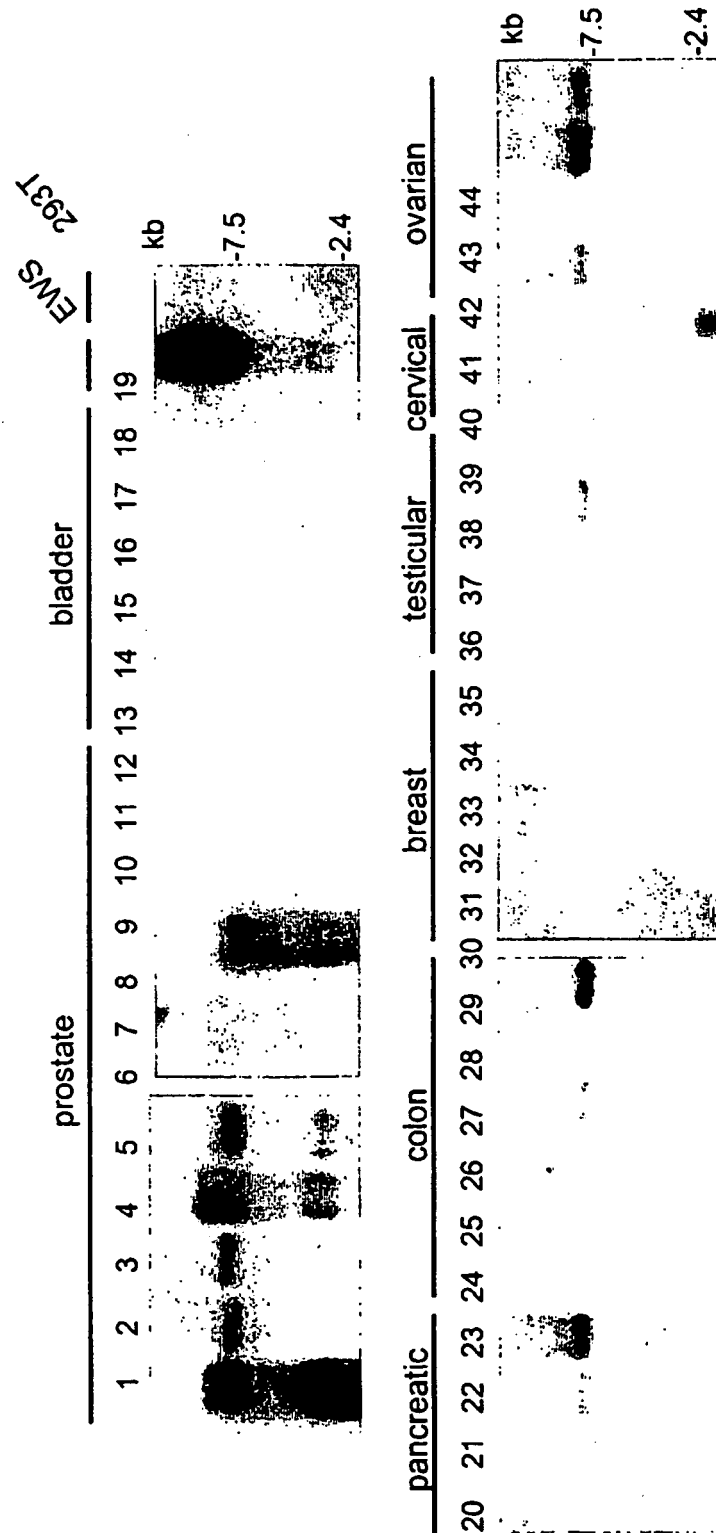 prostate bladder EWS 293T
1 2 3 4 5 6 7 8 9 10 11 12 13 14 15 16 17 18 19
kb
-7.5
-2.4
pancreatic colon breast testicular cervical ovarian
20 21 22 23 24 25 26 27 28 29 30 31 32 33 34 35 36 37 38 39 40 41 42 43 44
kb
-7.5
-2.4